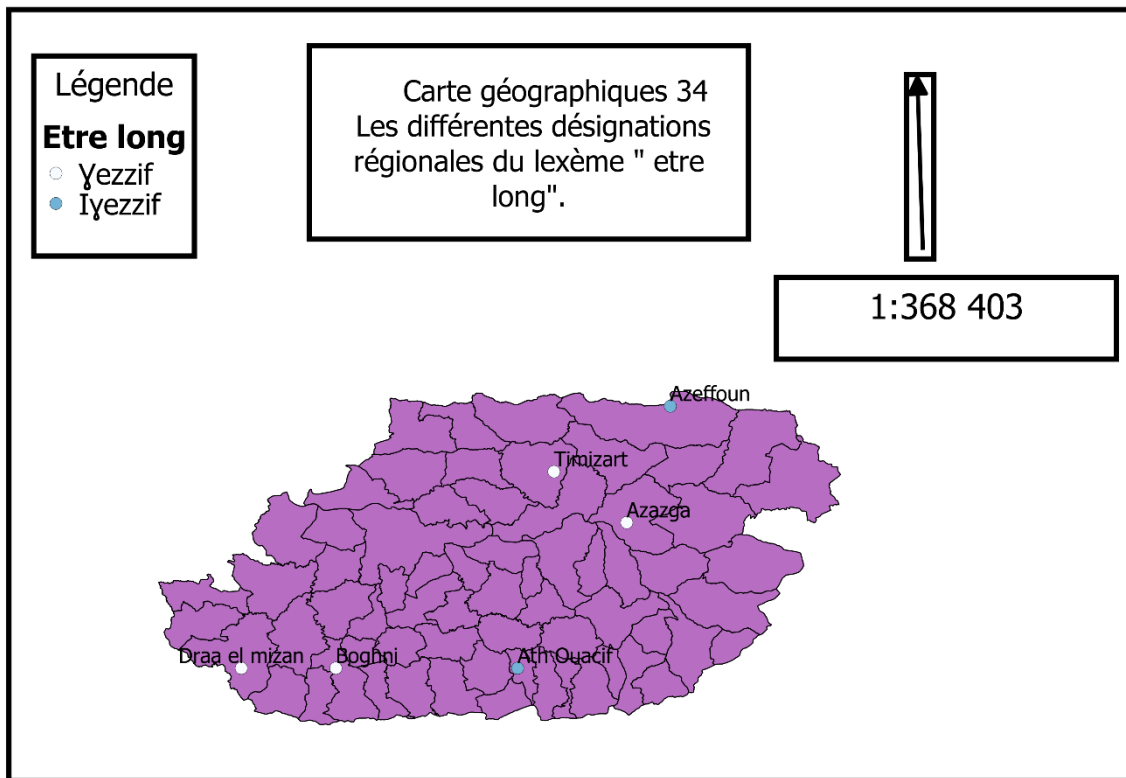 Légende
Etre long
Ɣezzif
Iɣezzif
Carte géographiques 34
Les différentes désignations
régionales du lexème " etre
long".
1:368 403
Azeffoun
Timizart
Azazga
Draa el mizan
Boghni
Ath Ouacif